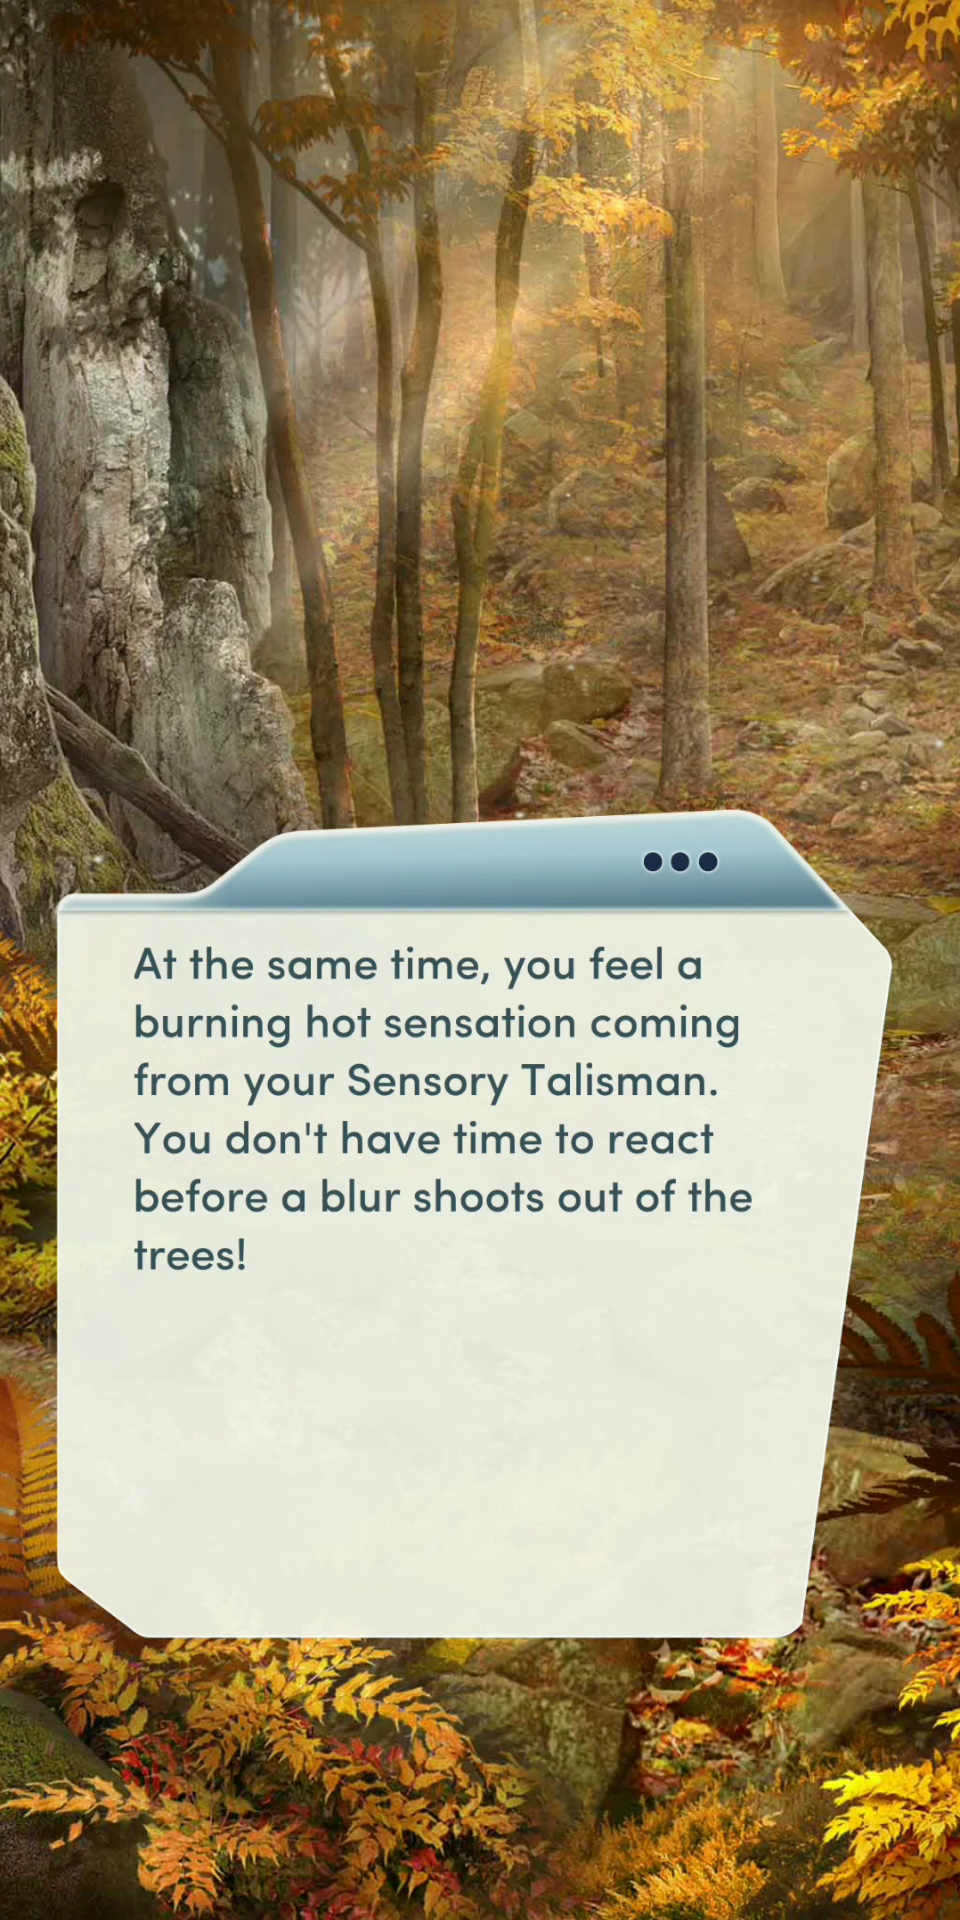 At the same time, you feel a
burning hot sensation coming
from your Sensory Talisman.
You don't have time to react
before a blur shoots out of the
trees!